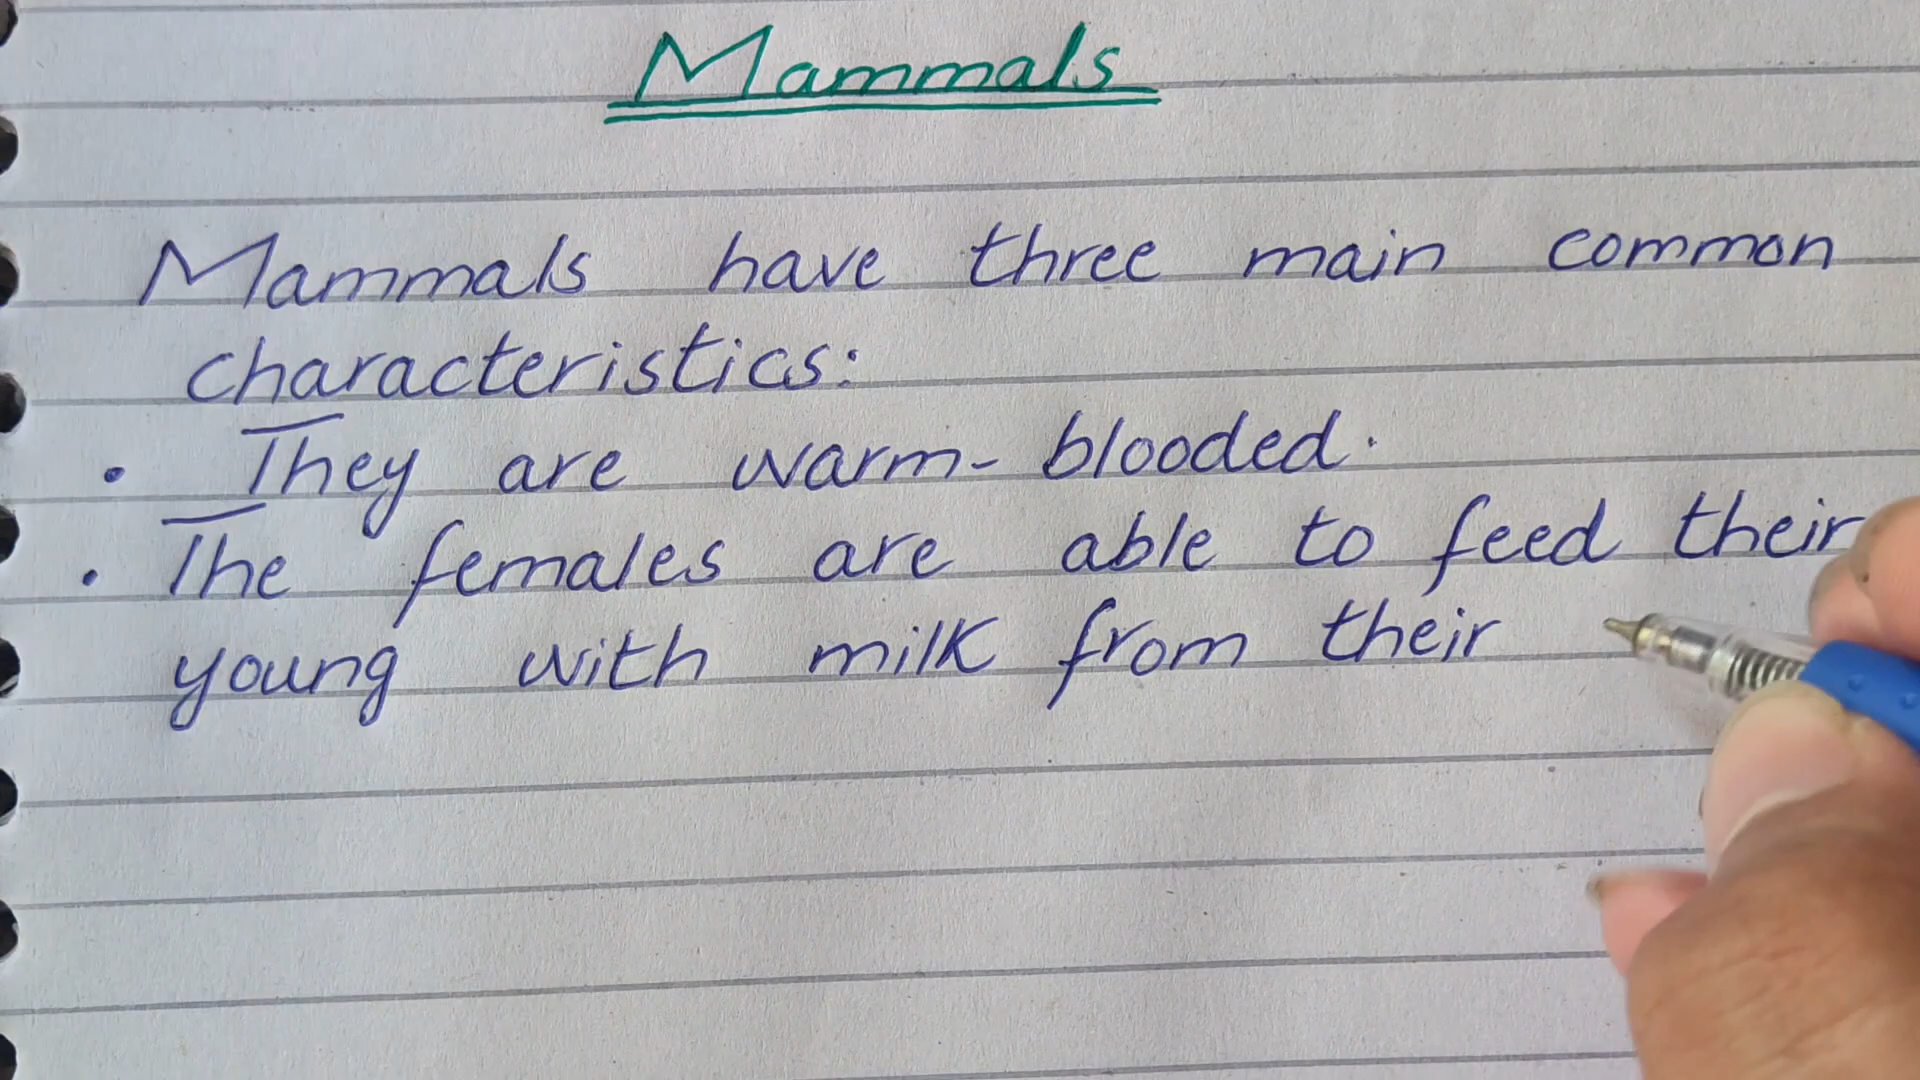 Mammals
Mammals have three main common
characteristics:
• They are warm-blooded.
• The females are able to feed their
young with milk from their